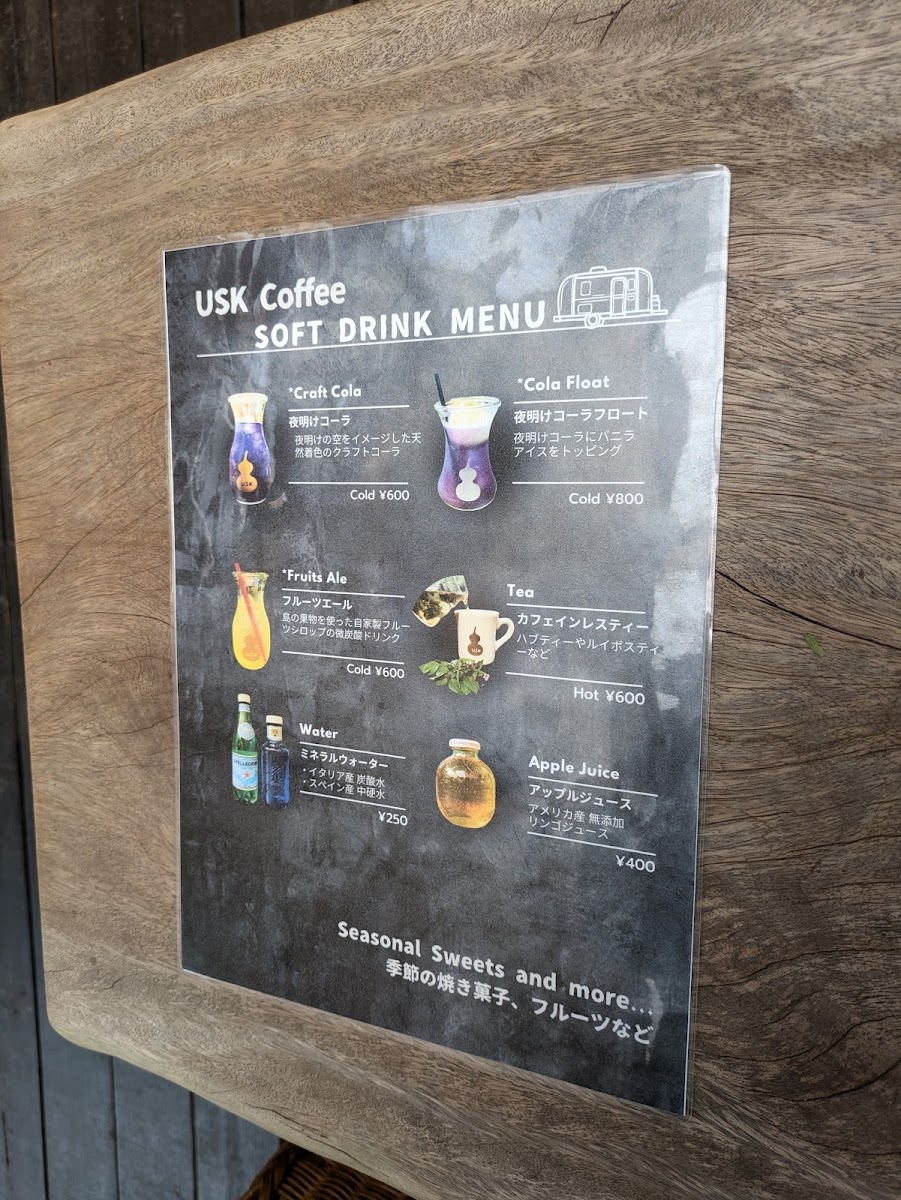 USK Coffee
SOFT DRINK MENU
*Craft Cola
夜明けコーラ
夜明けの空をイメージした天
然着色のクラフトコーラ
Cold ¥600
*Cola Float
夜明けコーラフロート
夜明けコーラにバニラ
アイスをトッピング
Cold ¥800
*Fruits Ale
フルーツエール
島の果物を使った自家製フルー
ツシロップの微炭酸ドリンク
Cold ¥600
Tea
カフェインレスティー
ハブティーやルイボスティ
ーなど
Hot ¥600
Water
ミネラルウォーター
・イタリア産 炭酸水
・スペイン産 中硬水
¥250
Apple Juice
アップルジュース
アメリカ産 無添加
リンゴジュース
¥400
Seasonal Sweets and more...
季節の焼き菓子、フルーツなど
USK
USK